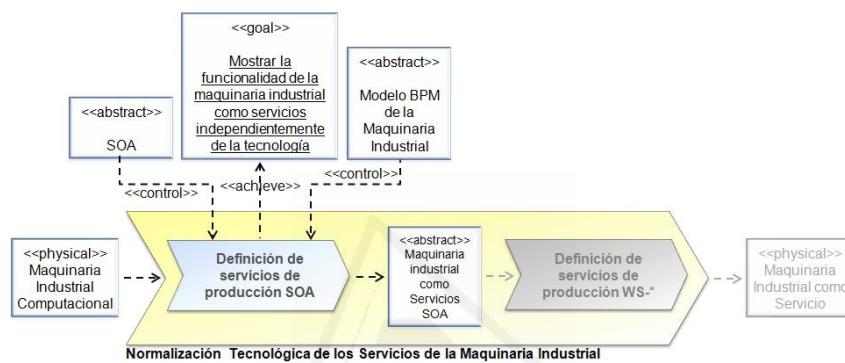 <<goal>>
Mostrar la
funcionalidad de la
maquinaria industrial
como servicios
independientemente
de la tecnología
<<abstract>>
SOA
<<abstract>>
Modelo BPM
de la
Maquinaria
Industrial
<<control>>
<<achieve>>
<<control>>
<<physical>>
Maquinaria
Industrial
Computacional
Definición de
servicios de
producción SOA
<<abstract>>
Maquinaria
industrial
como
Servicios
SOA
Definición de
servicios de
producción WS-*
<<physical>>
Maquinaria
Industrial como
Servicio
Normalización Tecnológica de los Servicios de la Maquinaria Industrial